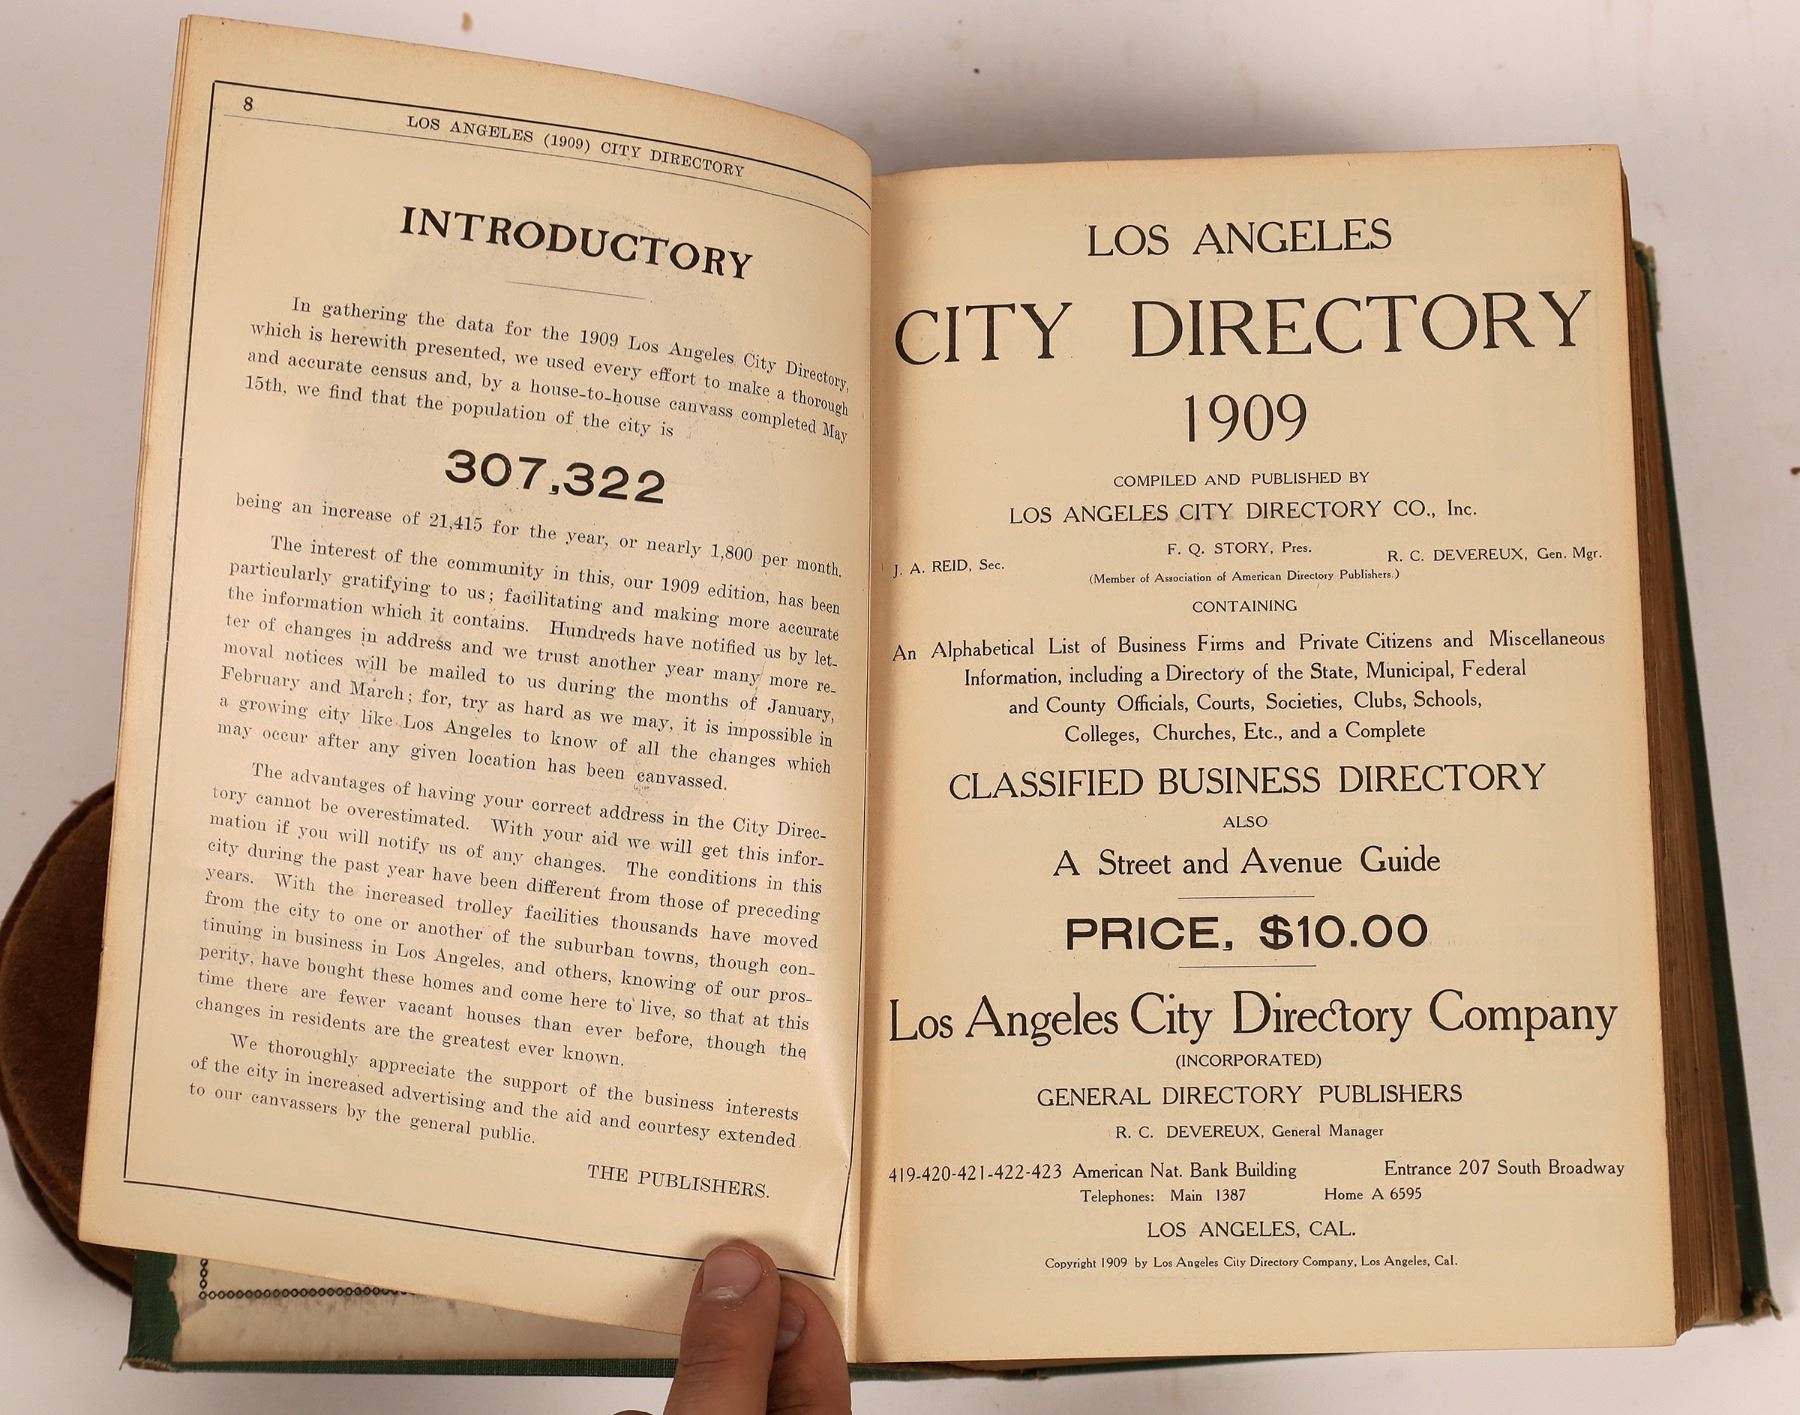 8
LOS ANGELES (1909) CITY DIRECTORY
INTRODUCTORY
In gathering the data for the 1909 Los Angeles City Directory,
which is herewith presented, we used every effort to make a thorough
and accurate census and, by a house-to-house canvass completed May
15th, we find that the population of the city is
307,322
being an increase of 21,415 for the year, or nearly 1,800 per month.
The interest of the community in this, our 1909 edition, has been
particularly gratifying to us; facilitating and making more accurate
the information which it contains. Hundreds have notified us by let-
ter of changes in address and we trust another year many more re-
moval notices will be mailed to us during the months of January,
February and March; for, try as hard as we may, it is impossible in
a growing city like Los Angeles to know of all the changes which
may occur after any given location has been canvassed.
The advantages of having your correct address in the City Direc-
tory cannot be overestimated. With your aid we will get this infor-
mation if you will notify us of any changes. The conditions in this
city during the past year have been different from those of preceding
years. With the increased trolley facilities thousands have moved
from the city to one or another of the suburban towns, though con-
tinuing in business in Los Angeles, and others, knowing of our pros-
perity, have bought these homes and come here to live, so that at this
time there are fewer vacant houses than ever before, though the
changes in residents are the greatest ever known.
We thoroughly appreciate the support of the business interests
of the city in increased advertising and the aid and courtesy extended
to our canvassers by the general public.
THE PUBLISHERS.
LOS ANGELES
CITY DIRECTORY
1909
COMPILED AND PUBLISHED BY
LOS ANGELES CITY DIRECTORY CO., Inc.
F. Q. STORY, Pres.
J. A. REID, Sec. R. C. DEVEREUX, Gen. Mgr.
(Member of Association of American Directory Publishers.)
CONTAINING
An Alphabetical List of Business Firms and Private Citizens and Miscellaneous
Information, including a Directory of the State, Municipal, Federal
and County Officials, Courts, Societies, Clubs, Schools,
Colleges, Churches, Etc., and a Complete
CLASSIFIED BUSINESS DIRECTORY
ALSO
A Street and Avenue Guide
PRICE, $10.00
Los Angeles City Directory Company
(INCORPORATED)
GENERAL DIRECTORY PUBLISHERS
R. C. DEVEREUX, General Manager
419-420-421-422-423 American Nat. Bank Building Entrance 207 South Broadway
Telephones: Main 1387 Home A 6595
LOS ANGELES, CAL.
Copyright 1909 by Los Angeles City Directory Company, Los Angeles, Cal.